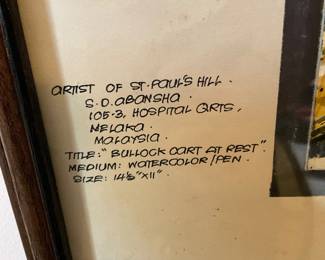 ARTIST OF ST. PAUL'S HILL.
S.D. ABANSHA.
105-3, HOSPITAL QRTS,
MELAKA.
MALAYSIA.
TITLE: "BULLOCK CART AT REST".
MEDIUM: WATERCOLOR/PEN.
SIZE: 14½"X11".